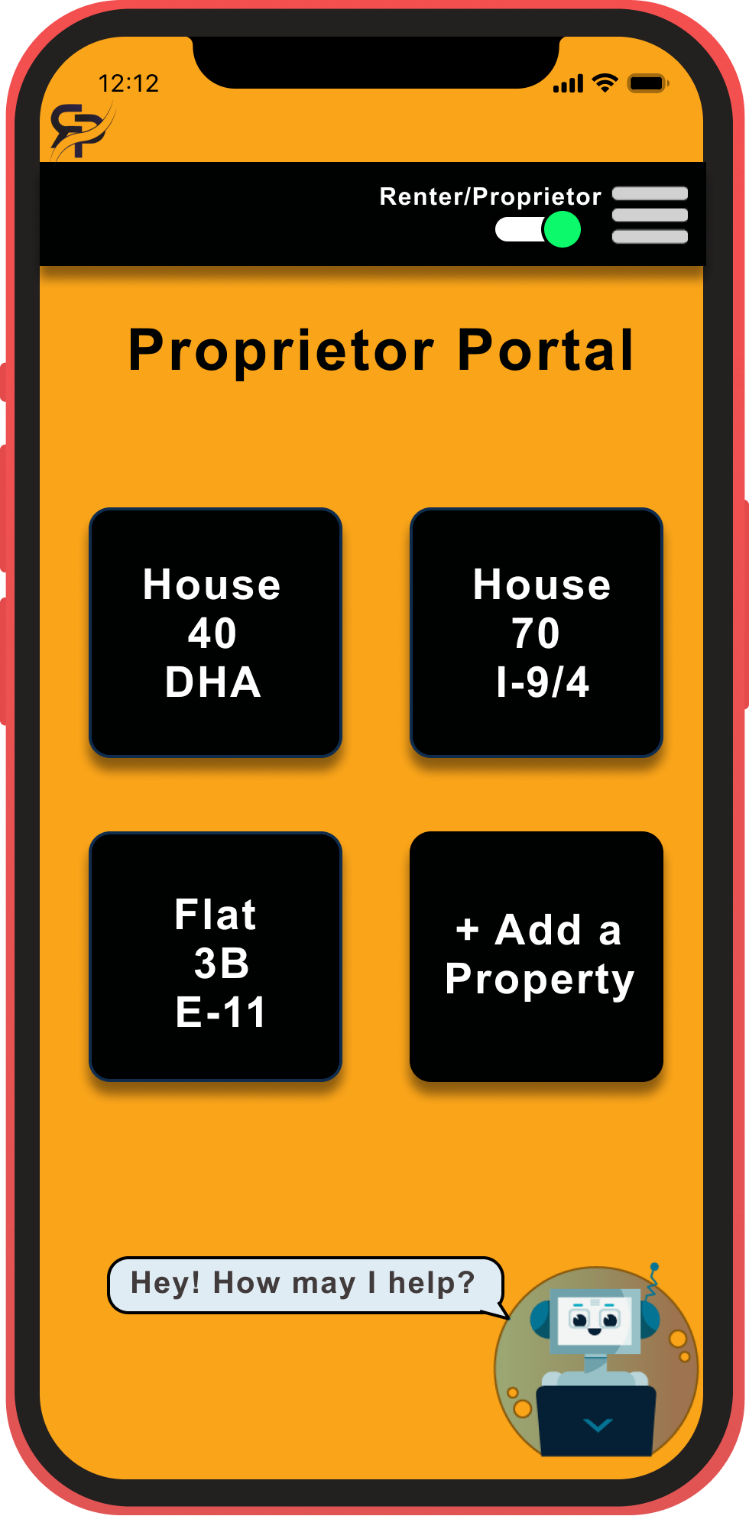 12:12
RP
Renter/Proprietor
Proprietor Portal
House
40
DHA
House
70
I-9/4
Flat
3B
E-11
+ Add a
Property
Hey! How may I help?